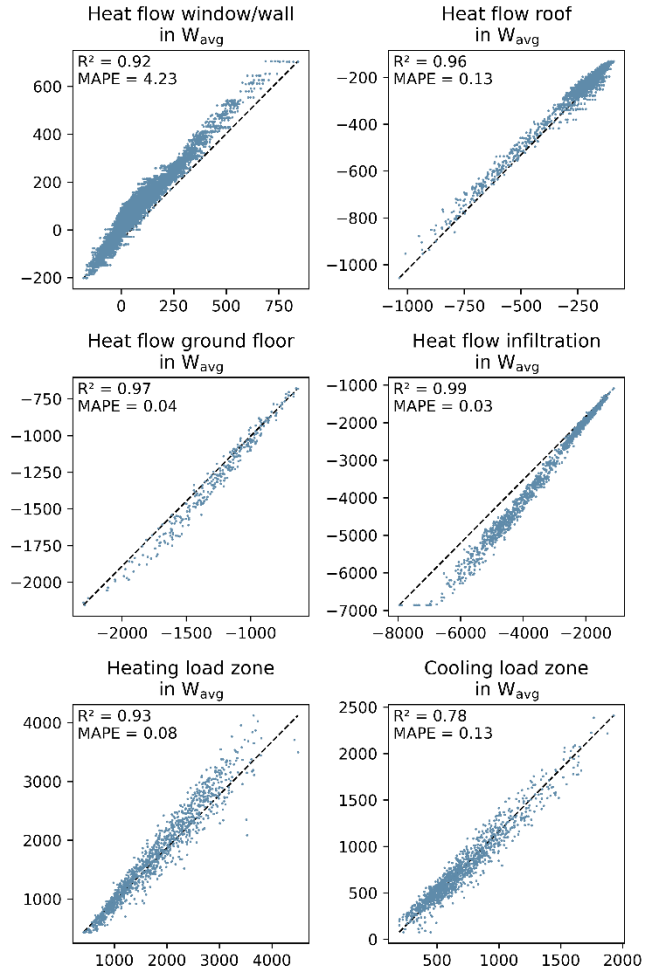 Heat flow window/wall
in W_avg
R² = 0.92
MAPE = 4.23
600
400
200
0
−200
0
250
500
750
Heat flow roof
in W_avg
R² = 0.96
MAPE = 0.13
−200
−400
−600
−800
−1000
−1000
−750
−500
−250
Heat flow ground floor
in W_avg
R² = 0.97
MAPE = 0.04
−750
−1000
−1250
−1500
−1750
−2000
−2000
−1500
−1000
Heat flow infiltration
in W_avg
R² = 0.99
MAPE = 0.03
−1000
−2000
−3000
−4000
−5000
−6000
−7000
−8000
−6000
−4000
−2000
Heating load zone
in W_avg
R² = 0.93
MAPE = 0.08
4000
3000
2000
1000
1000
2000
3000
4000
Cooling load zone
in W_avg
R² = 0.78
MAPE = 0.13
2500
2000
1500
1000
500
0
500
1000
1500
2000